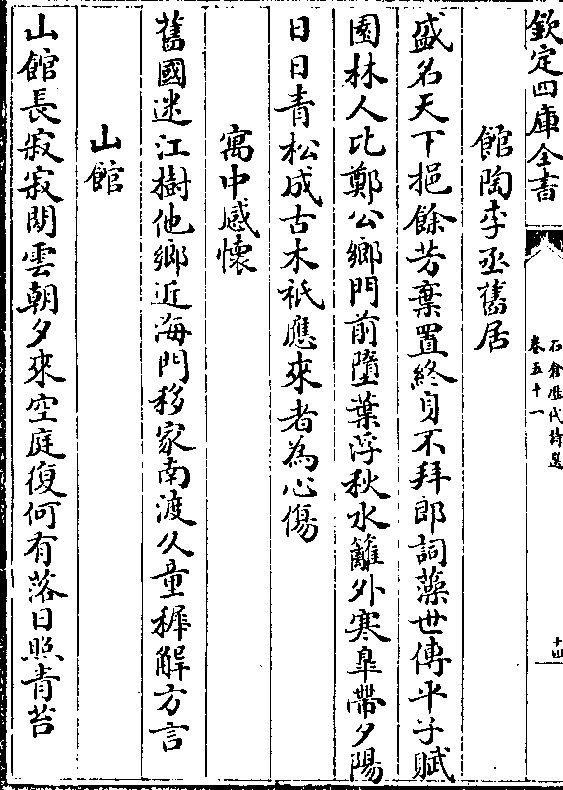 欽定四庫全書
石倉歴代詩選
卷五十一
十四
館陶李丞舊居
盛名天下挹餘芳棄置終身不拜郎詞藻世傳平子賦
園林人比鄭公鄉門前墮葉浮秋水籬外寒臯帶夕陽
日日青松成古木祇應來者為心傷
寓中感懷
舊國迷江樹他鄉近海門移家南渡久童稺解方言
山館
山館長寂寂閑雲朝夕來空庭復何有落日照青苔